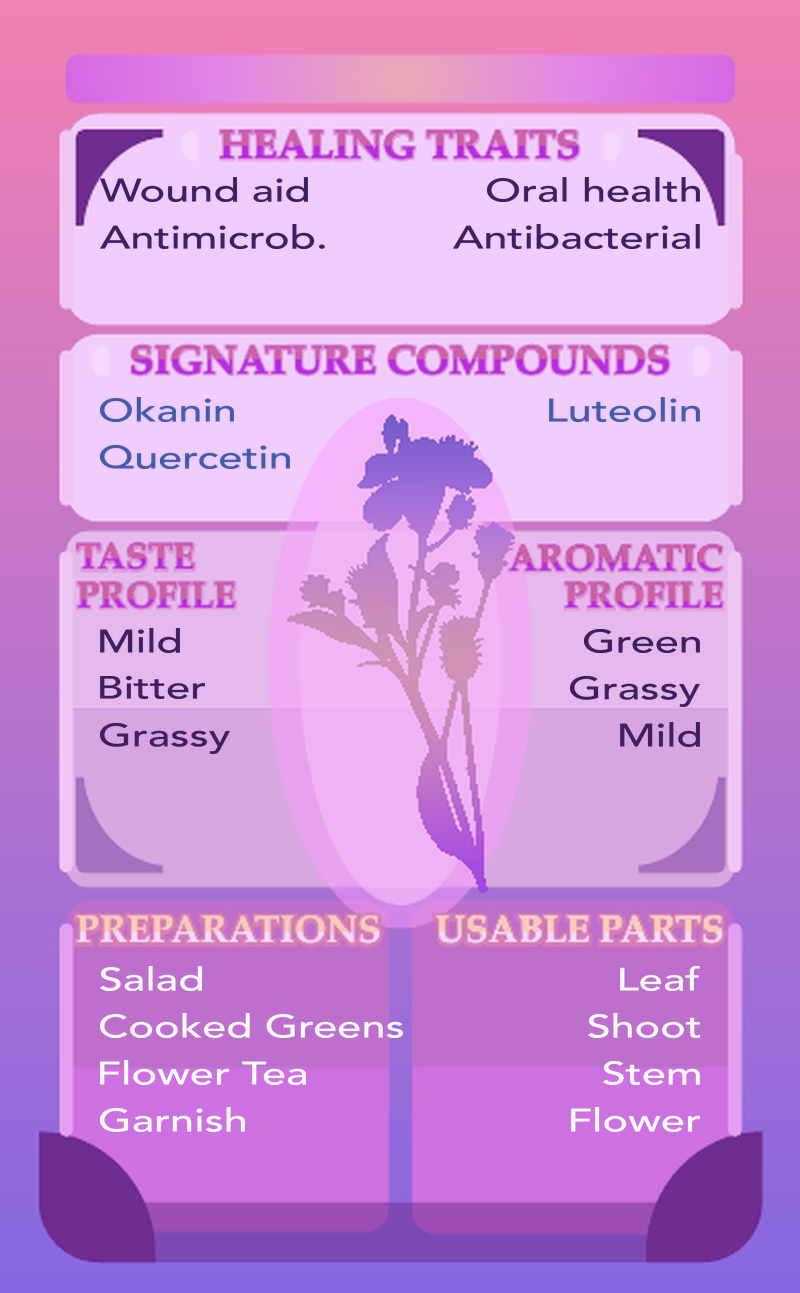 HEALING TRAITS
Wound aid
Oral health
Antimicrob.
Antibacterial
SIGNATURE COMPOUNDS
Okanin
Luteolin
Quercetin
TASTE
PROFILE
Mild
Bitter
Grassy
AROMATIC
PROFILE
Green
Grassy
Mild
PREPARATIONS
Salad
Cooked Greens
Flower Tea
Garnish
USABLE PARTS
Leaf
Shoot
Stem
Flower